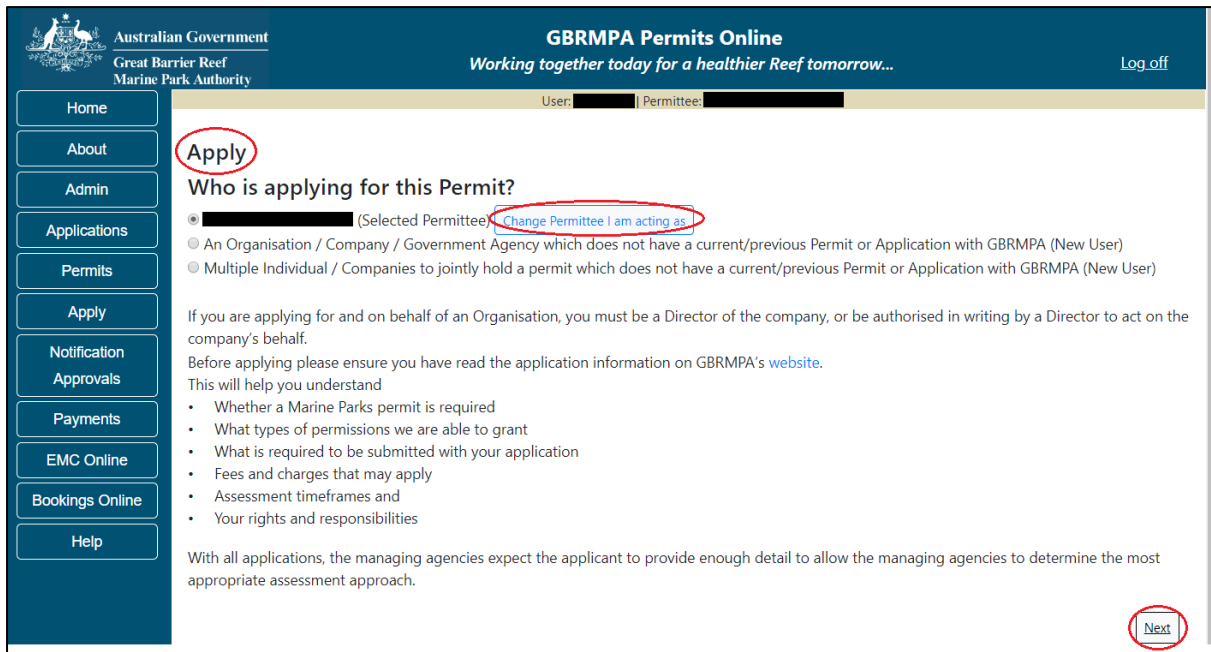 Australian Government
Great Barrier Reef
Marine Park Authority
GBRMPA Permits Online
Working together today for a healthier Reef tomorrow...
Log off
User: | Permittee:
Home
About
Admin
Applications
Permits
Apply
Notification
Approvals
Payments
EMC Online
Bookings Online
Help
Apply
Who is applying for this Permit?
(Selected Permittee) Change Permittee I am acting as
An Organisation / Company / Government Agency which does not have a current/previous Permit or Application with GBRMPA (New User)
Multiple Individual / Companies to jointly hold a permit which does not have a current/previous Permit or Application with GBRMPA (New User)
If you are applying for and on behalf of an Organisation, you must be a Director of the company, or be authorised in writing by a Director to act on the
company's behalf.
Before applying please ensure you have read the application information on GBRMPA's website.
This will help you understand
• Whether a Marine Parks permit is required
• What types of permissions we are able to grant
• What is required to be submitted with your application
• Fees and charges that may apply
• Assessment timeframes and
• Your rights and responsibilities
With all applications, the managing agencies expect the applicant to provide enough detail to allow the managing agencies to determine the most
appropriate assessment approach.
Next